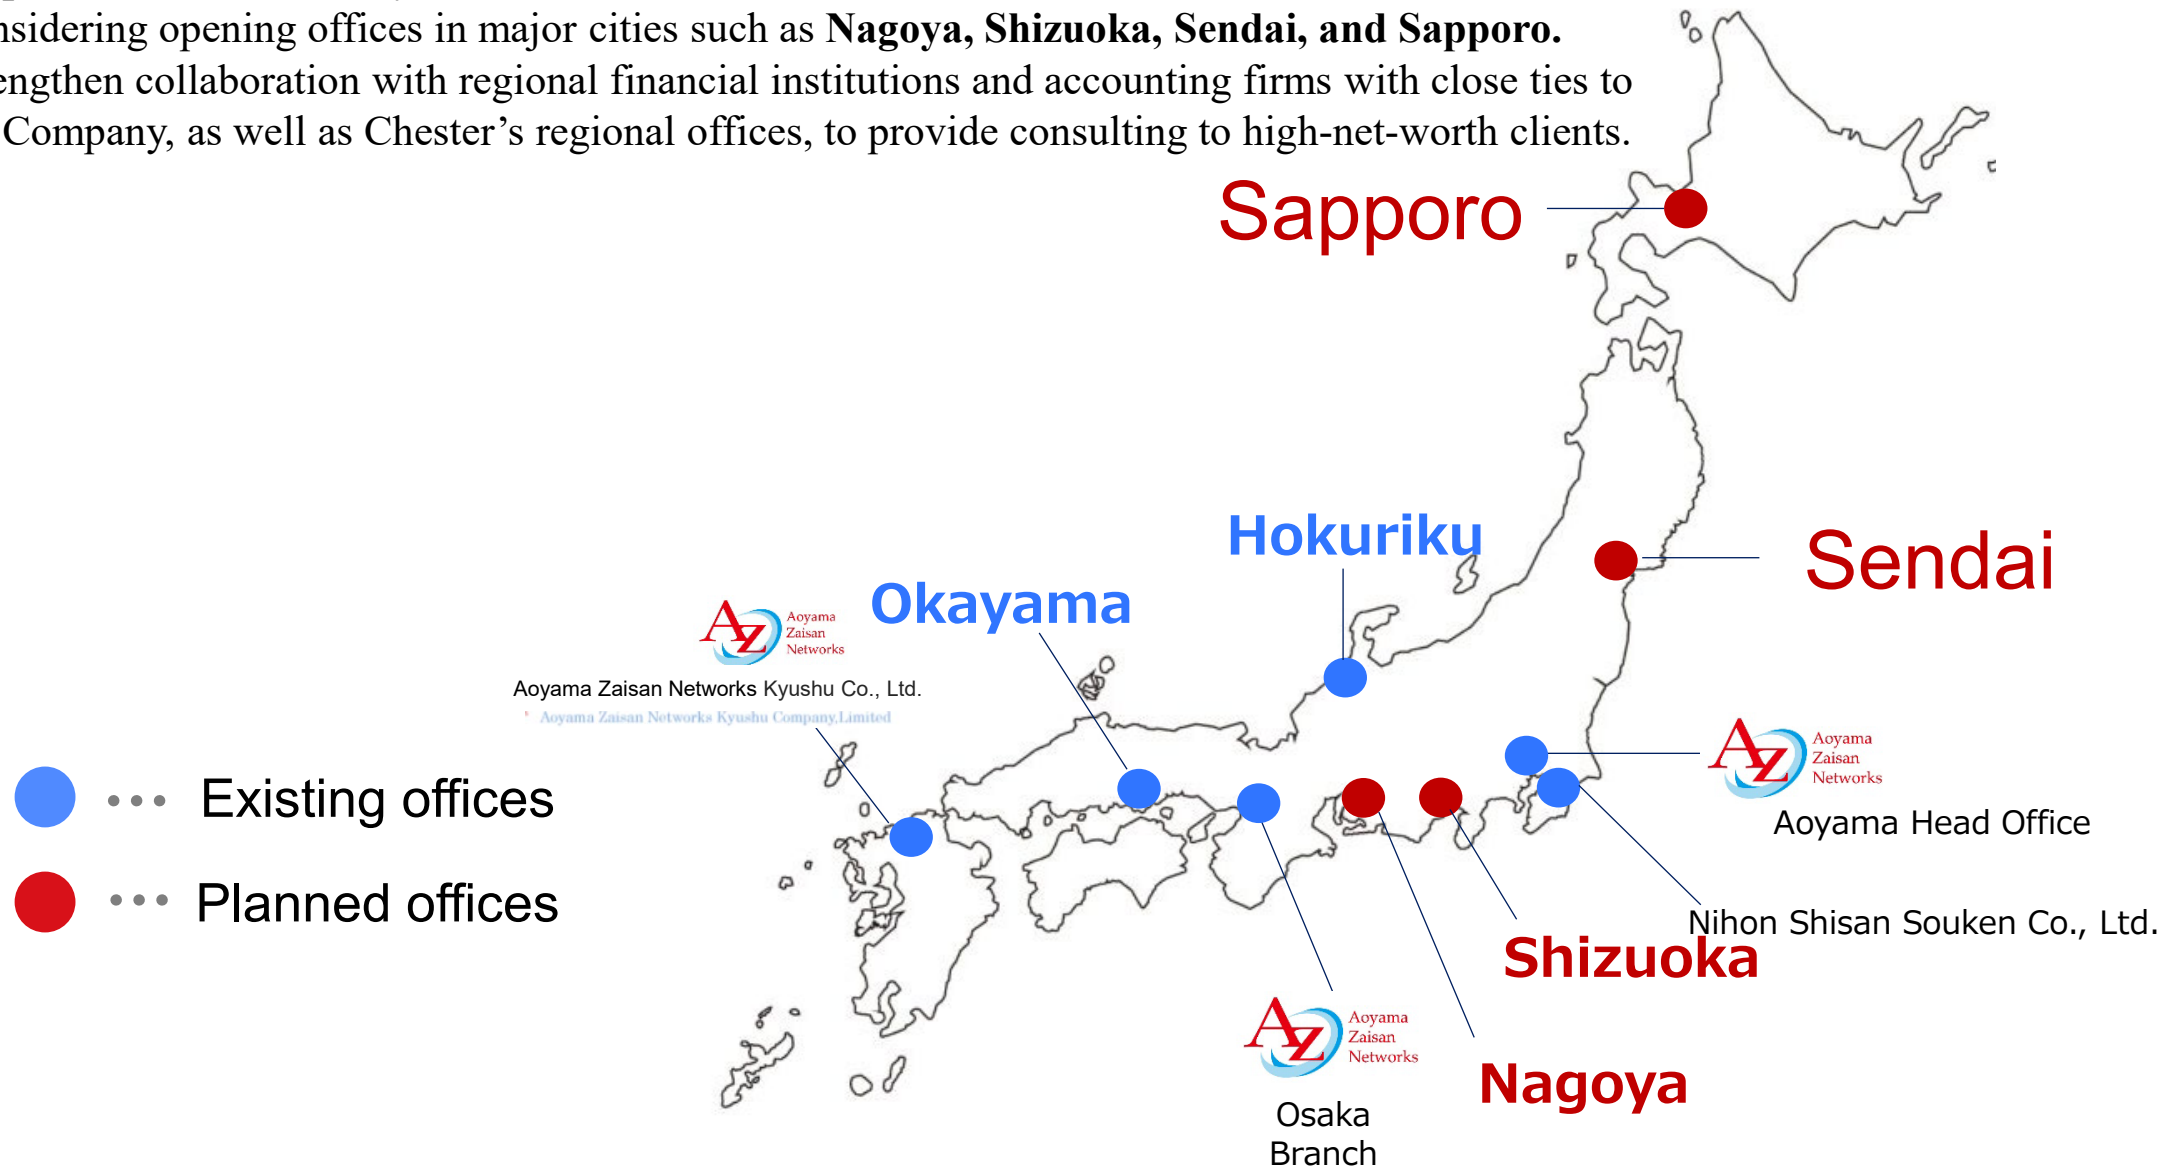 nsidering opening offices in major cities such as Nagoya, Shizuoka, Sendai, and Sapporo.
engthen collaboration with regional financial institutions and accounting firms with close ties to
Company, as well as Chester’s regional offices, to provide consulting to high-net-worth clients.
Sapporo
Hokuriku
Sendai
Okayama
AZ Aoyama
Zaisan
Networks
Aoyama Zaisan Networks Kyushu Co., Ltd.
Aoyama Zaisan Networks Kyushu Company,Limited
AZ Aoyama
Zaisan
Networks
Aoyama Head Office
••• Existing offices
••• Planned offices
Nihon Shisan Souken Co., Ltd.
Shizuoka
AZ Aoyama
Zaisan
Networks
Nagoya
Osaka
Branch